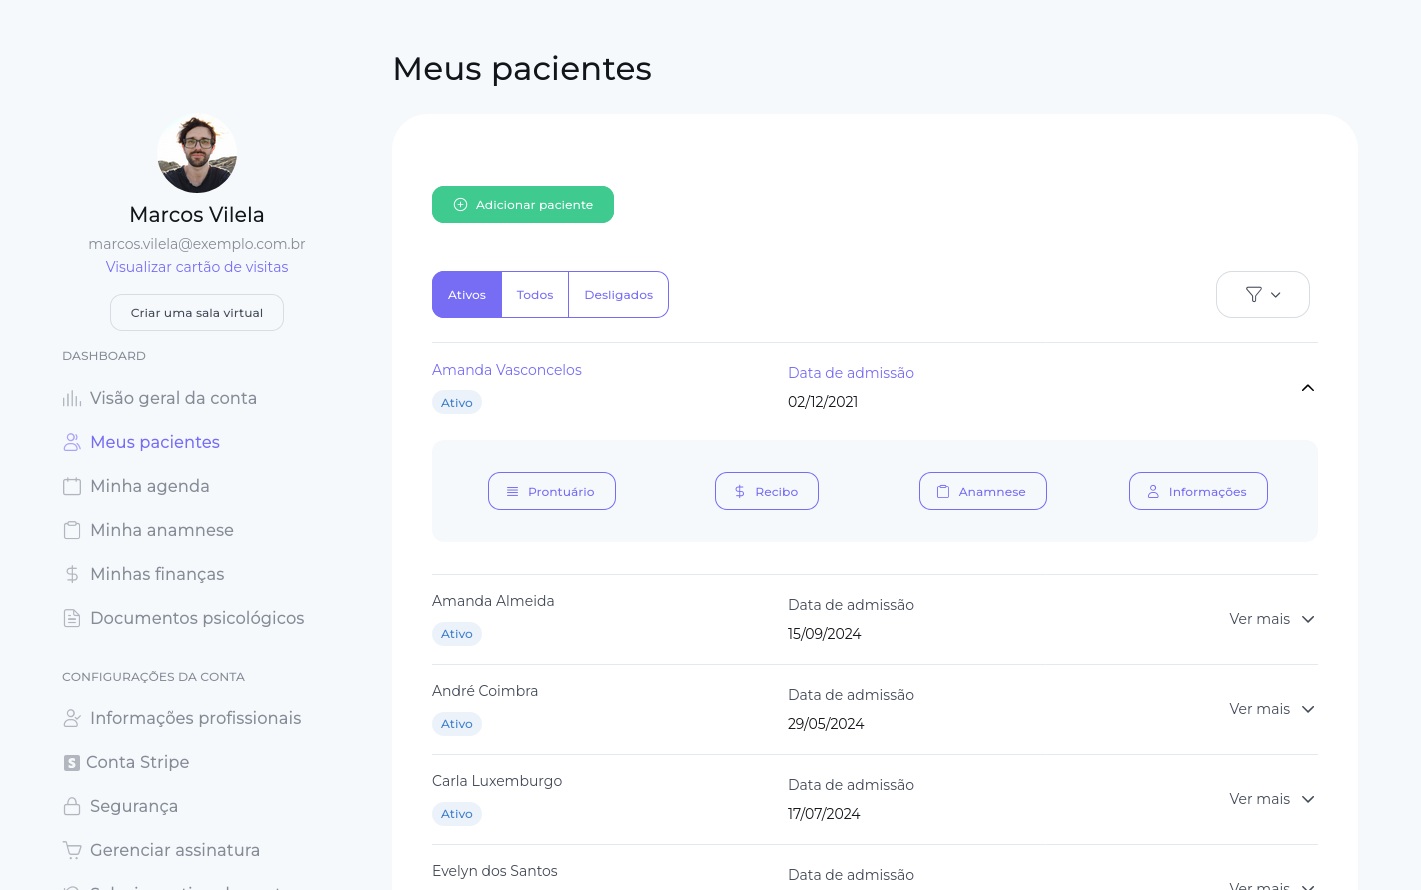 Meus pacientes
Marcos Vilela
marcos.vilela@exemplo.com.br
Visualizar cartão de visitas
Criar uma sala virtual
DASHBOARD
Visão geral da conta
Meus pacientes
Minha agenda
Minha anamnese
Minhas finanças
Documentos psicológicos
CONFIGURAÇÕES DA CONTA
Informações profissionais
Conta Stripe
Segurança
Gerenciar assinatura
Adicionar paciente
Ativos Todos Desligados
Amanda Vasconcelos
Ativo
Data de admissão
02/12/2021
Prontuário Recibo Anamnese Informações
Amanda Almeida
Ativo
Data de admissão
15/09/2024
Ver mais
André Coimbra
Ativo
Data de admissão
29/05/2024
Ver mais
Carla Luxemburgo
Ativo
Data de admissão
17/07/2024
Ver mais
Evelyn dos Santos
Data de admissão
Ver mais